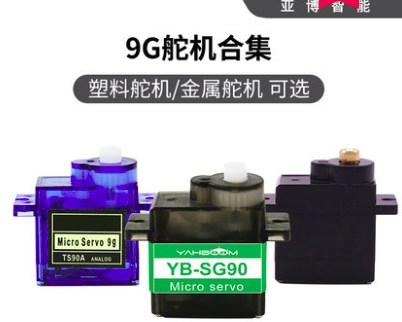 亚博智能
9G舵机合集
塑料舵机/金属舵机 可选
Micro Servo 9g
TS90A ANALOG
YAHBOOM
YB-SG90
Micro servo